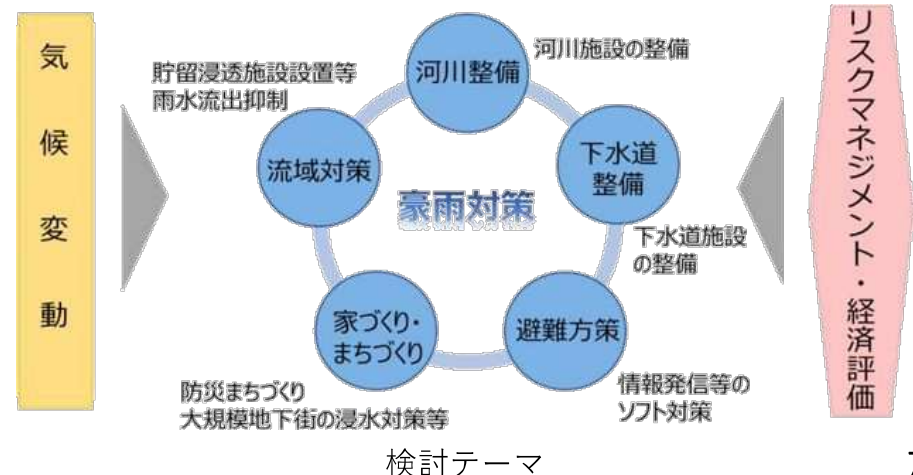 気候変動
貯留浸透施設設置等
雨水流出抑制
河川整備
河川施設の整備
流域対策
下水道
整備
豪雨対策
下水道施設
の整備
家づくり・
まちづくり
避難方策
防災まちづくり
大規模地下街の浸水対策等
情報発信等の
ソフト対策
リスクマネジメント・経済評価
検討テーマ